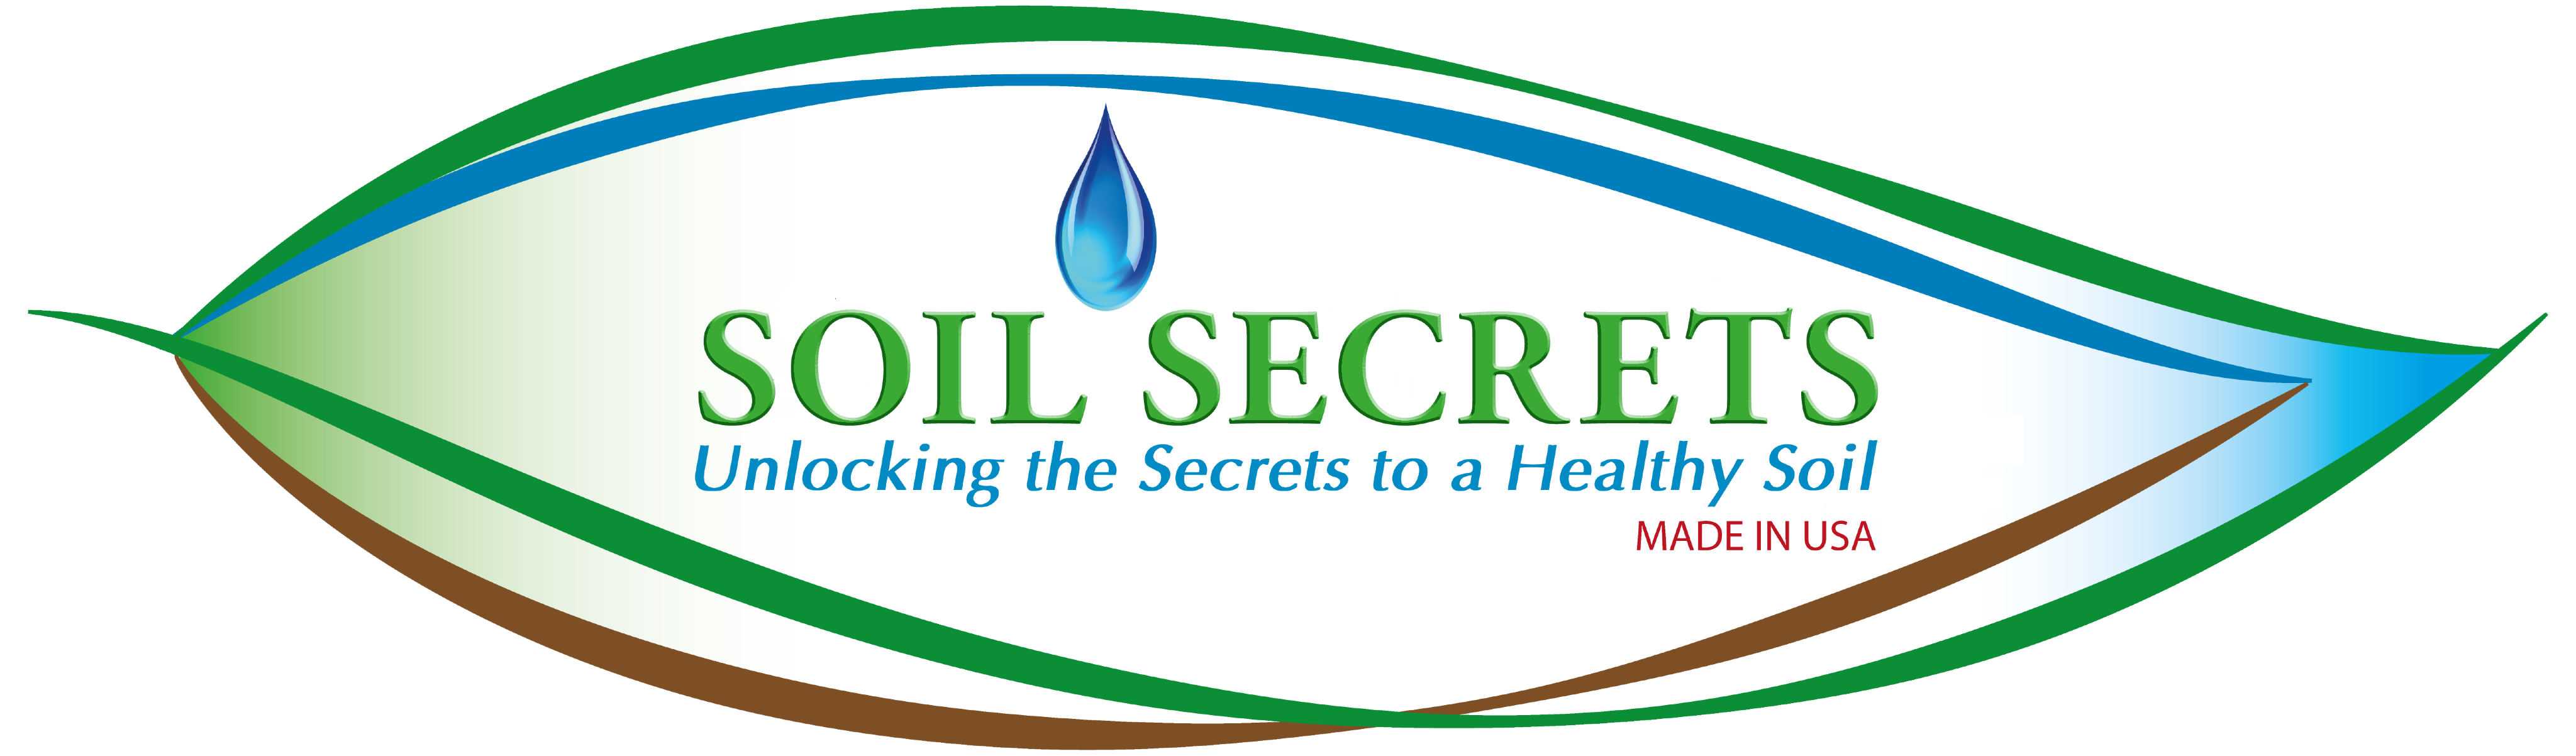 SOIL SECRETS
Unlocking the Secrets to a Healthy Soil
MADE IN USA